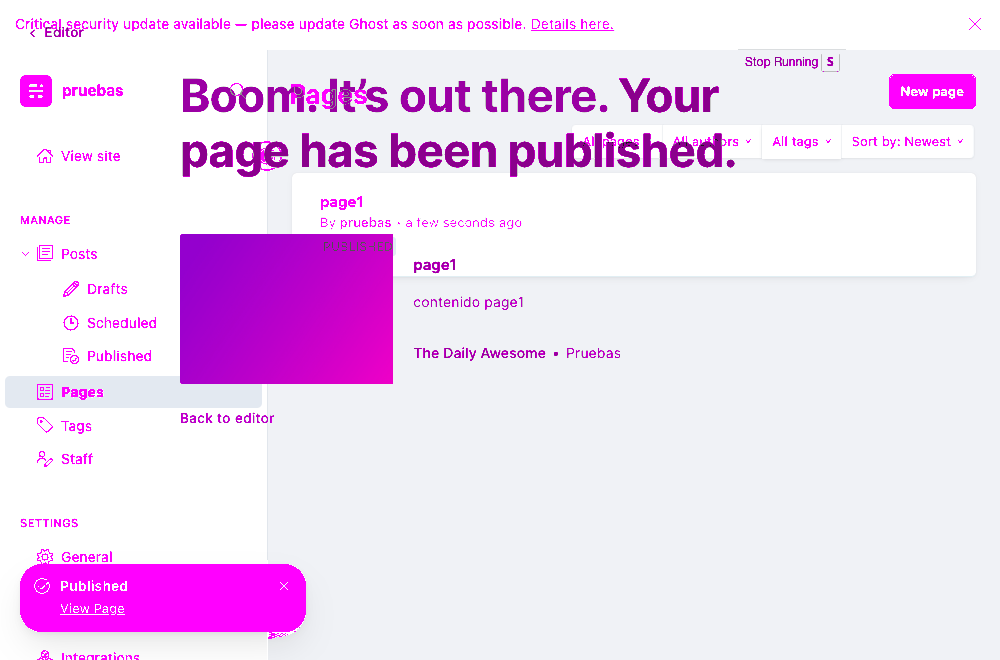 Critical security update available — please update Ghost as soon as possible. Details here.
Editor
Stop Running S
pruebas
Pages
New page
Boom. It's out there. Your
page has been published.
All pages
All authors
All tags
Sort by: Newest
View site
page1
By pruebas · a few seconds ago
PUBLISHED
MANAGE
Posts
Drafts
Scheduled
Published
Pages
Tags
Staff
page1
contenido page1
The Daily Awesome • Pruebas
Back to editor
SETTINGS
General
Published
View Page
Integrations